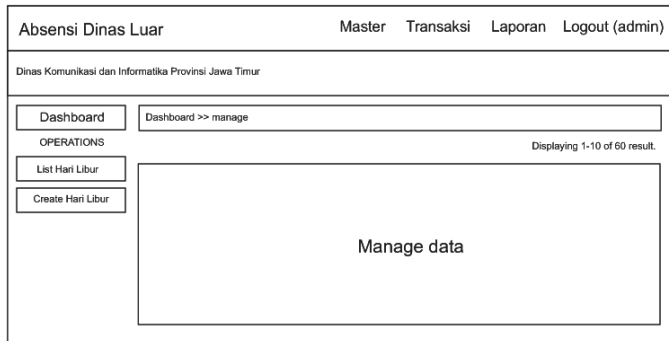 Absensi Dinas Luar Master Transaksi Laporan Logout (admin)
Dinas Komunikasi dan Informatika Provinsi Jawa Timur
Dashboard Dashboard >> manage
OPERATIONS Displaying 1-10 of 60 result.
List Hari Libur
Create Hari Libur
Manage data